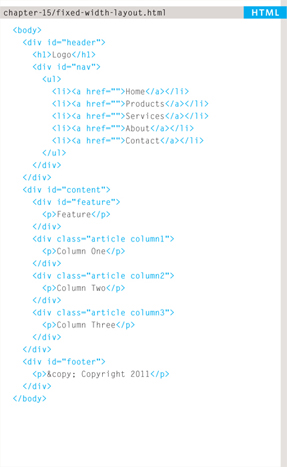 chapter-15/fixed-width-layout.html HTML
<body>
<div id="header">
<h1>Logo</h1>
<div id="nav">
<ul>
<li><a href="">Home</a></li>
<li><a href="">Products</a></li>
<li><a href="">Services</a></li>
<li><a href="">About</a></li>
<li><a href="">Contact</a></li>
</ul>
</div>
</div>
<div id="content">
<div id="feature">
<p>Feature</p>
</div>
<div class="article column1">
<p>Column One</p>
</div>
<div class="article column2">
<p>Column Two</p>
</div>
<div class="article column3">
<p>Column Three</p>
</div>
</div>
<div id="footer">
<p>&copy; Copyright 2011</p>
</div>
</body>